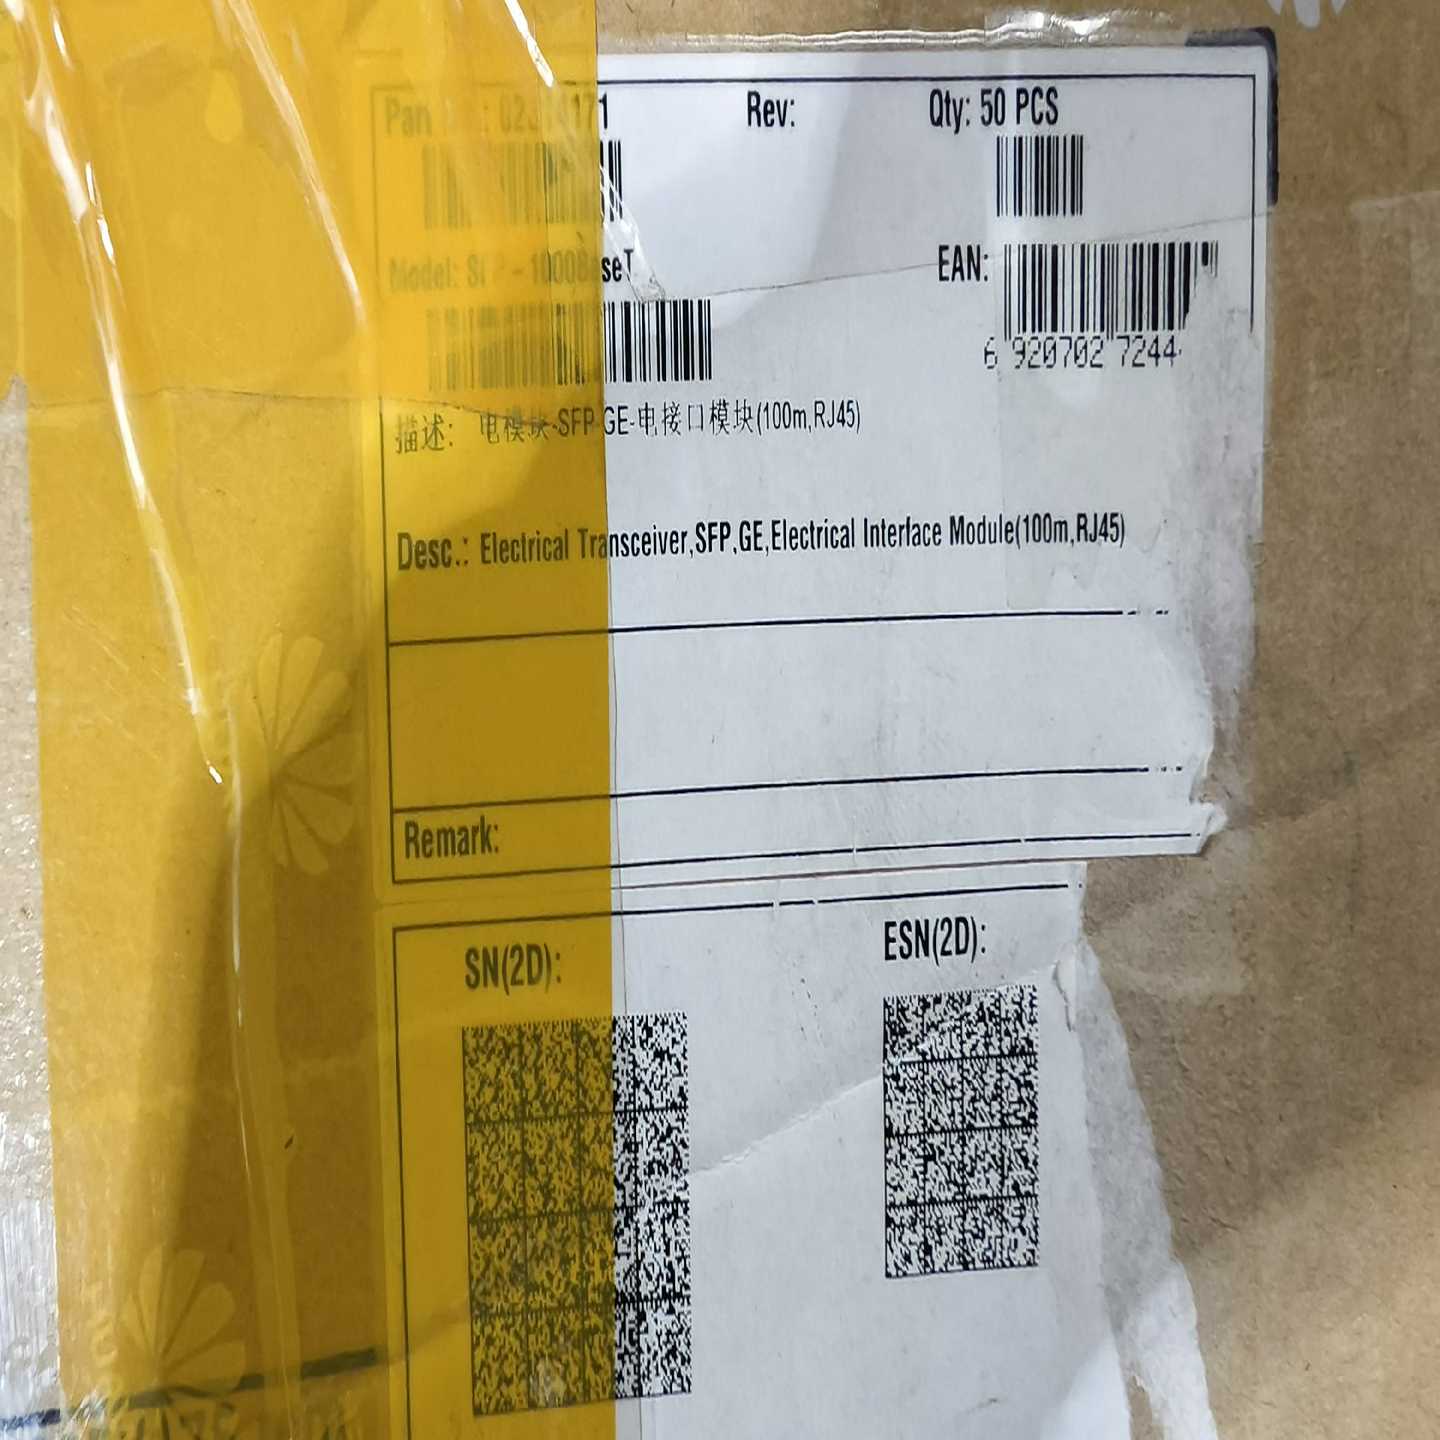 Rev:
Qty: 50 PCS
EAN:
6 920702 7244
描述: 电模块-SFP-GE-电接口模块(100m,RJ45)
Desc.: Electrical Transceiver,SFP,GE,Electrical Interface Module(100m,RJ45)
Remark:
SN(2D):
ESN(2D):